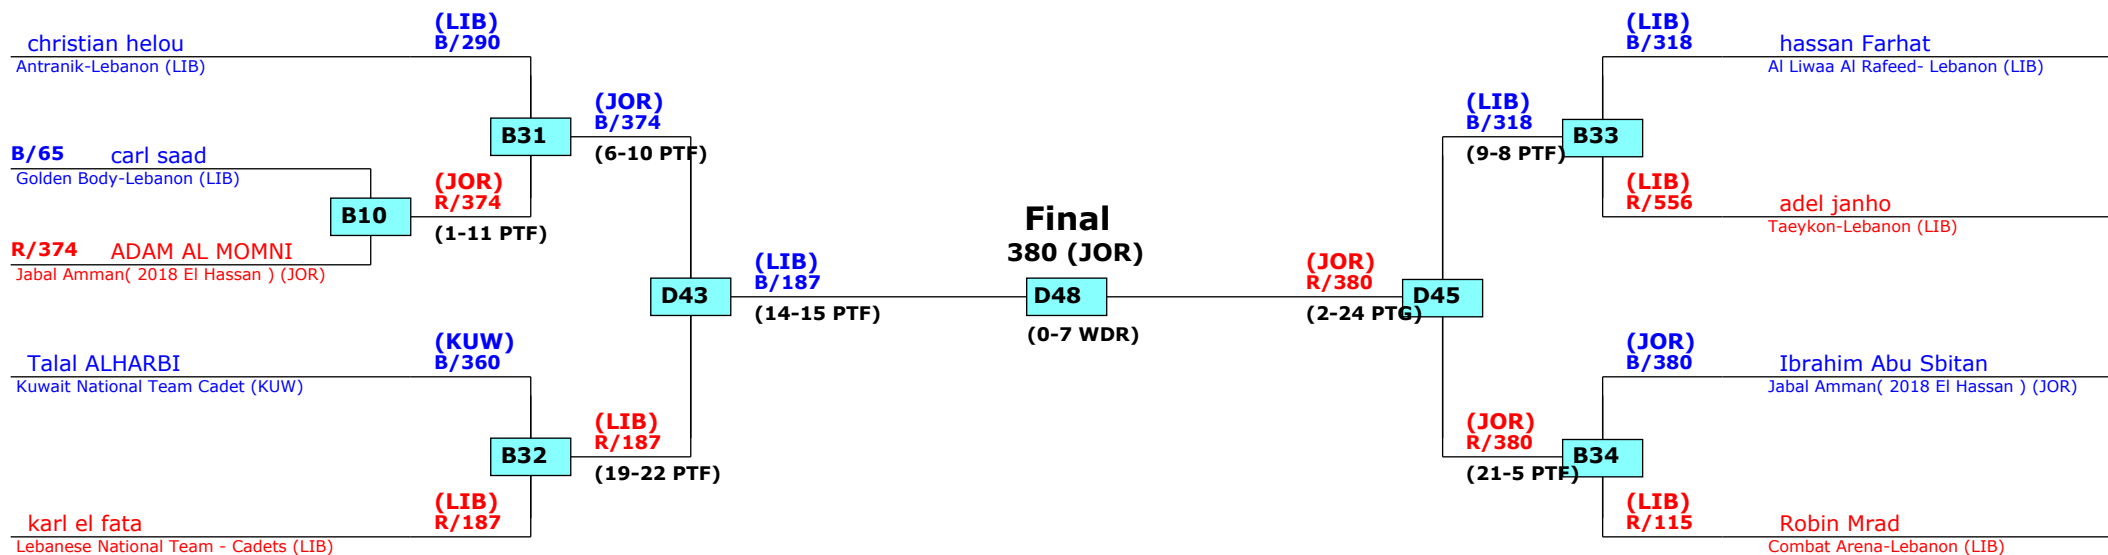 (LIB)
B/290
christian helou
Antranik-Lebanon (LIB)
B/65 carl saad
Golden Body-Lebanon (LIB)
B10
R/374 ADAM AL MOMNI
Jabal Amman( 2018 El Hassan ) (JOR)
B31
(JOR)
R/374
(1-11 PTF)
(JOR)
B/374
(6-10 PTF)
(KUW)
B/360
Talal ALHARBI
Kuwait National Team Cadet (KUW)
B32
(LIB)
R/187
karl el fata
Lebanese National Team - Cadets (LIB)
(LIB)
R/187
(19-22 PTF)
D43
(LIB)
B/187
(14-15 PTF)
Final
380 (JOR)
D48
(0-7 WDR)
(JOR)
R/380
(2-24 PTG)
D45
(LIB)
B/318
(9-8 PTF)
B33
(LIB)
B/318
hassan Farhat
Al Liwaa Al Rafeed- Lebanon (LIB)
(LIB)
R/556
adel janho
Taeykon-Lebanon (LIB)
(JOR)
R/380
(21-5 PTF)
B34
(JOR)
B/380
Ibrahim Abu Sbitan
Jabal Amman( 2018 El Hassan ) (JOR)
(LIB)
R/115
Robin Mrad
Combat Arena-Lebanon (LIB)